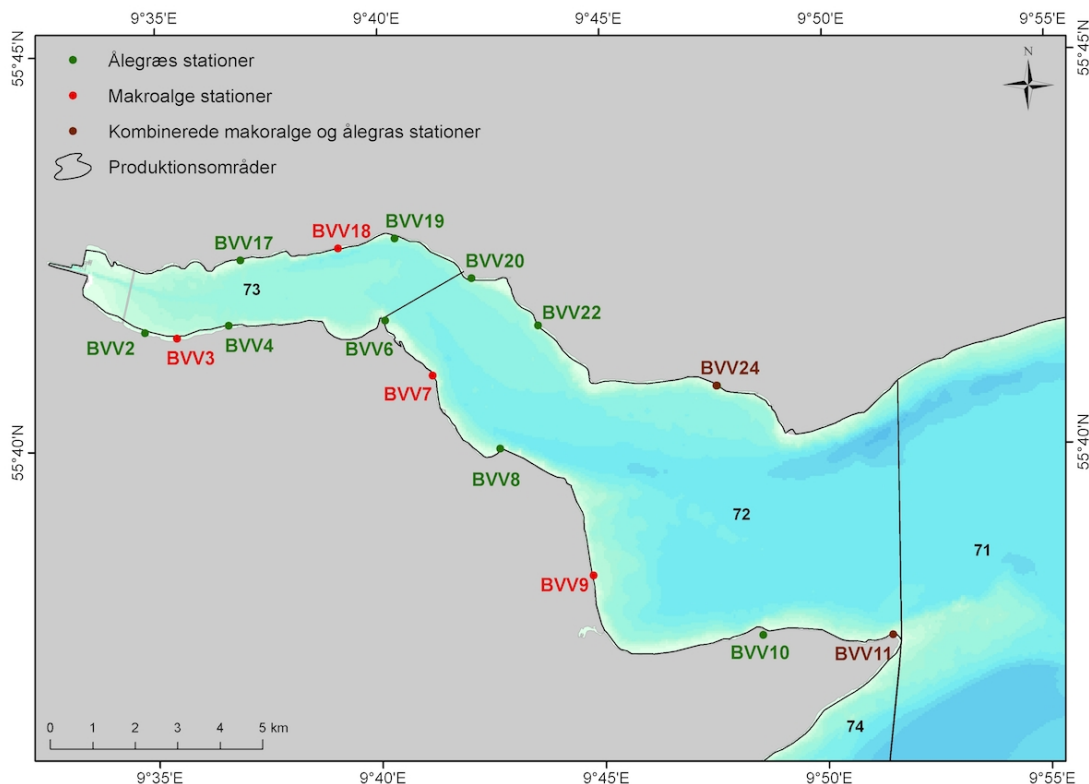 9°35'E 9°40'E 9°45'E 9°50'E 9°55'E
55°45'N
55°45'N
Ålegræs stationer
Makroalge stationer
Kombinerede makoralge og ålegras stationer
Produktionsområder
N
BVV19
BVV18
BVV17
BVV20
73
BVV22
BVV2
BVV3
BVV4
BVV6
BVV7
BVV24
55°40'N
55°40'N
BVV8
72
71
BVV9
BVV10
BVV11
74
0 1 2 3 4 5 km
9°35'E 9°40'E 9°45'E 9°50'E 9°55'E